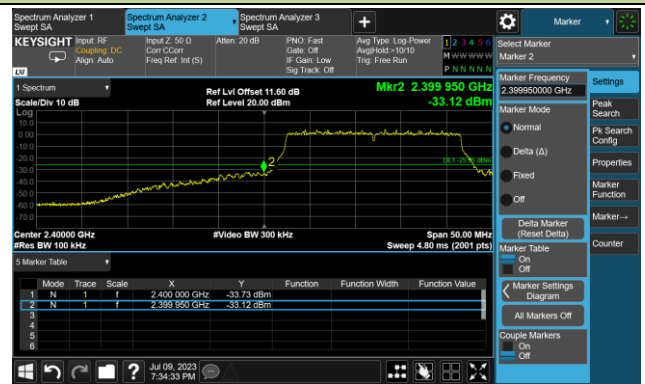 Spectrum Analyzer 1
Swept SA
Spectrum Analyzer 2
Swept SA
Spectrum Analyzer 3
Swept SA
+
Marker
KEYSIGHT
Input: RF
Coupling: DC
Align: Auto
Input Z: 50 Ω
Corr CCorr
Freq Ref: Int (S)
Atten: 20 dB
PNO: Fast
Gate: Off
IF Gain: Low
Sig Track: Off
Avg Type: Log-Power
Avg|Hold:>10/10
Trig: Free Run
1 2 3 4 5 6
M W W W W W
P N N N N N
LXI
Select Marker
Marker 2
1 Spectrum
Scale/Div 10 dB
Log
Ref Lvl Offset 11.60 dB
Ref Level 20.00 dBm
Mkr2 2.399 950 GHz
-33.12 dBm
10.0
0.00
-10.0
-20.0
-30.0
-40.0
-50.0
-60.0
-70.0
2
Center 2.40000 GHz
#Res BW 100 kHz
#Video BW 300 kHz
Span 50.00 MHz
Sweep 4.80 ms (2001 pts)
5 Marker Table
Mode Trace Scale X Y Function Function Width Function Value
1 N 1 f 2.400 000 GHz -33.73 dBm
2 N 1 f 2.399 950 GHz -33.12 dBm
3
4
5
6
Marker Frequency
2.399950000 GHz
Marker Mode
Normal
Delta (Δ)
Fixed
Off
Delta Marker
(Reset Delta)
Marker Table
On
Off
Marker Settings
Diagram
All Markers Off
Couple Markers
On
Off
Settings
Peak
Search
Pk Search
Config
Properties
Marker
Function
Marker→
Counter
?
Jul 09, 2023
7:34:33 PM